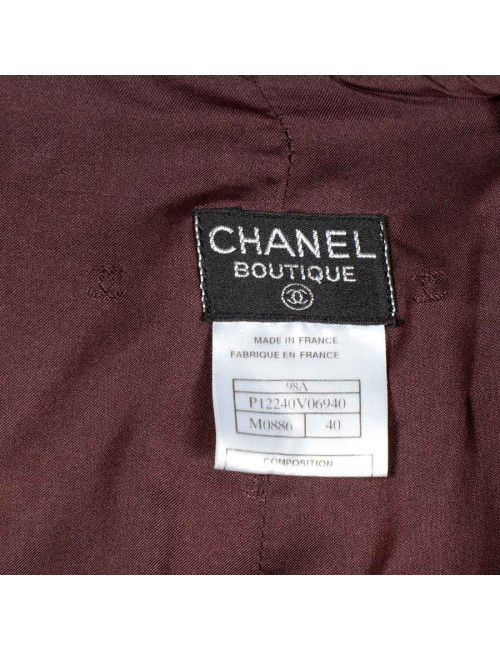 CHANEL
BOUTIQUE
MADE IN FRANCE
FABRIQUE EN FRANCE
98A
P12240V06940
M0886 40
COMPOSITION